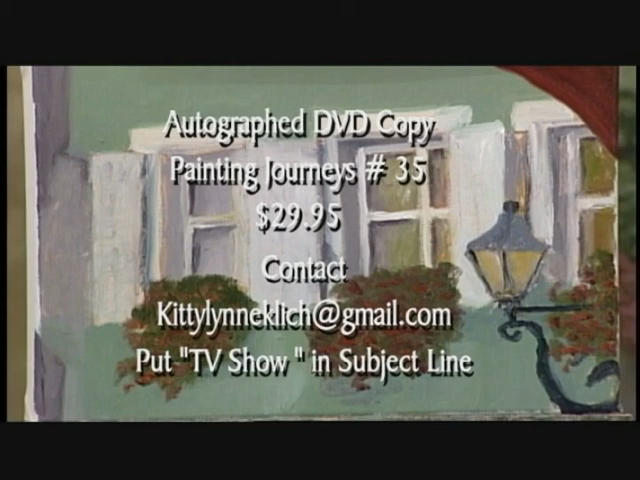 Autographed DVD Copy
Painting Journeys # 35
$29.95
Contact
Kittylynneklich@gmail.com
Put "TV Show " in Subject Line